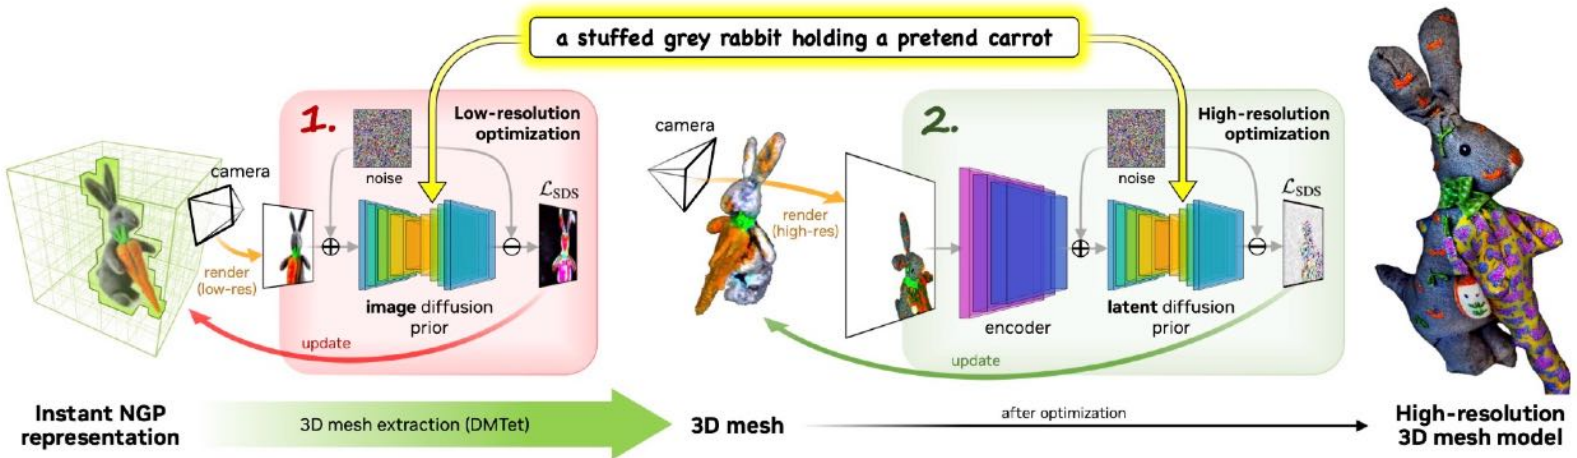 a stuffed grey rabbit holding a pretend carrot
1.
Low-resolution
optimization
noise
camera
render
(low-res)
image diffusion
prior
ℒSDS
update
camera
render
(high-res)
2.
High-resolution
optimization
noise
encoder
latent diffusion
prior
ℒSDS
update
Instant NGP
representation
3D mesh extraction (DMTet)
3D mesh
after optimization
High-resolution
3D mesh model